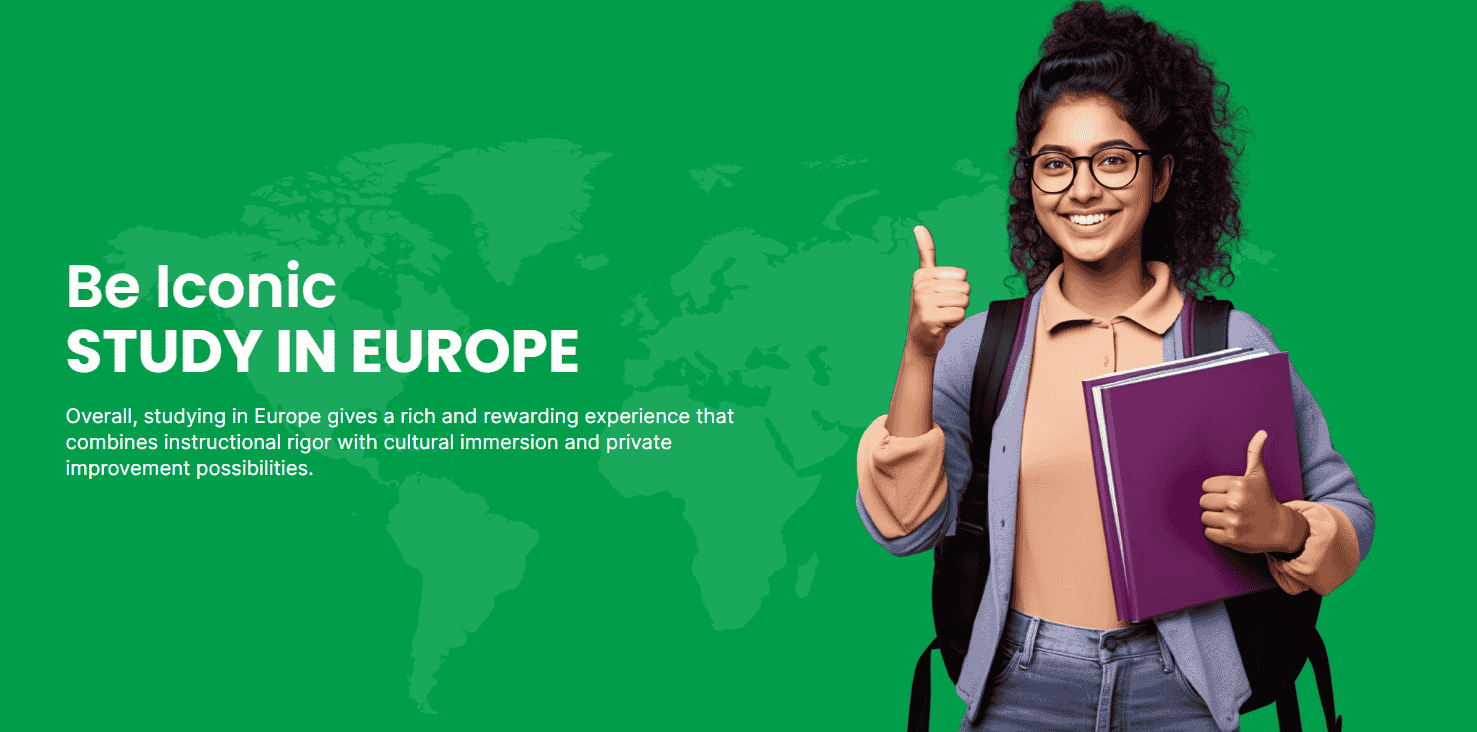 Be Iconic
STUDY IN EUROPE
Overall, studying in Europe gives a rich and rewarding experience that
combines instructional rigor with cultural immersion and private
improvement possibilities.